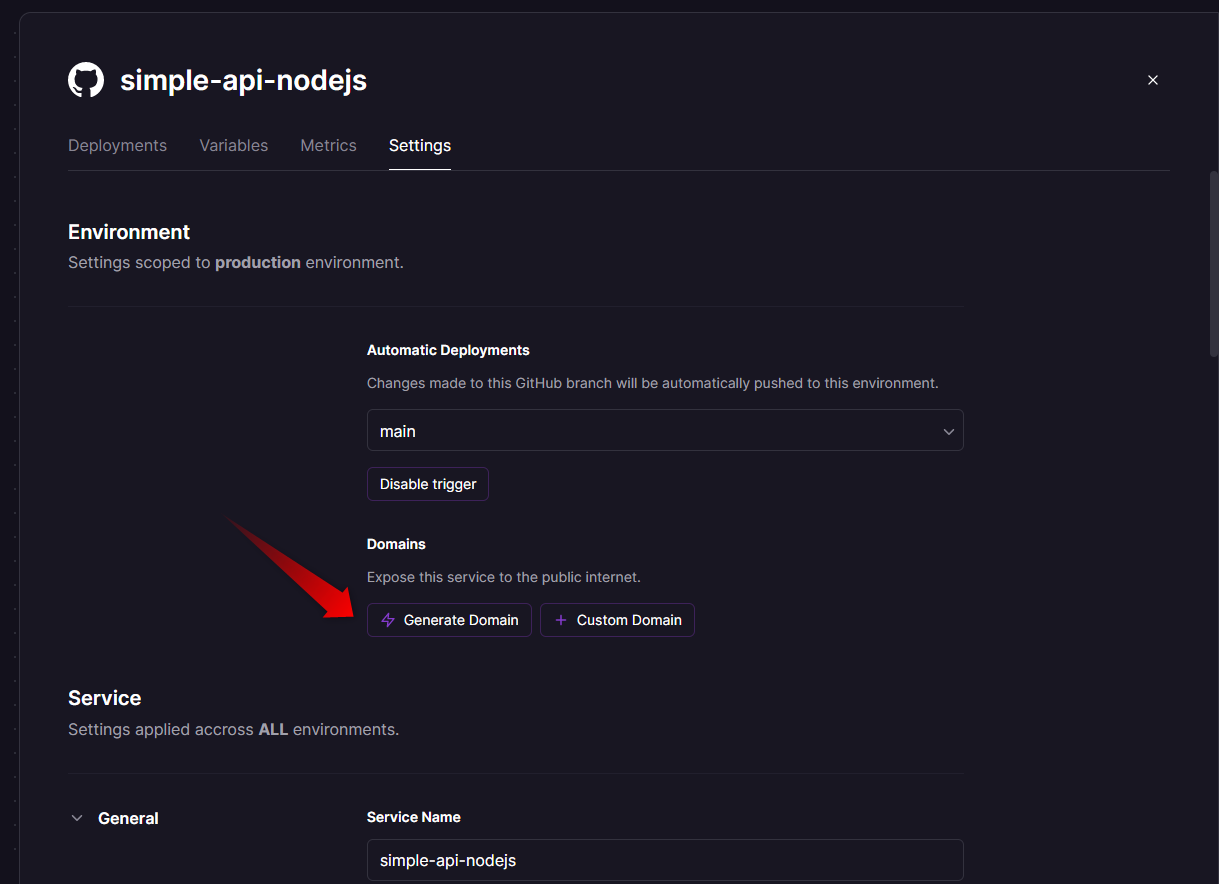 simple-api-nodejs
Deployments Variables Metrics Settings
Environment
Settings scoped to production environment.
Automatic Deployments
Changes made to this GitHub branch will be automatically pushed to this environment.
main
Disable trigger
Domains
Expose this service to the public internet.
Generate Domain Custom Domain
Service
Settings applied accross ALL environments.
General Service Name
simple-api-nodejs